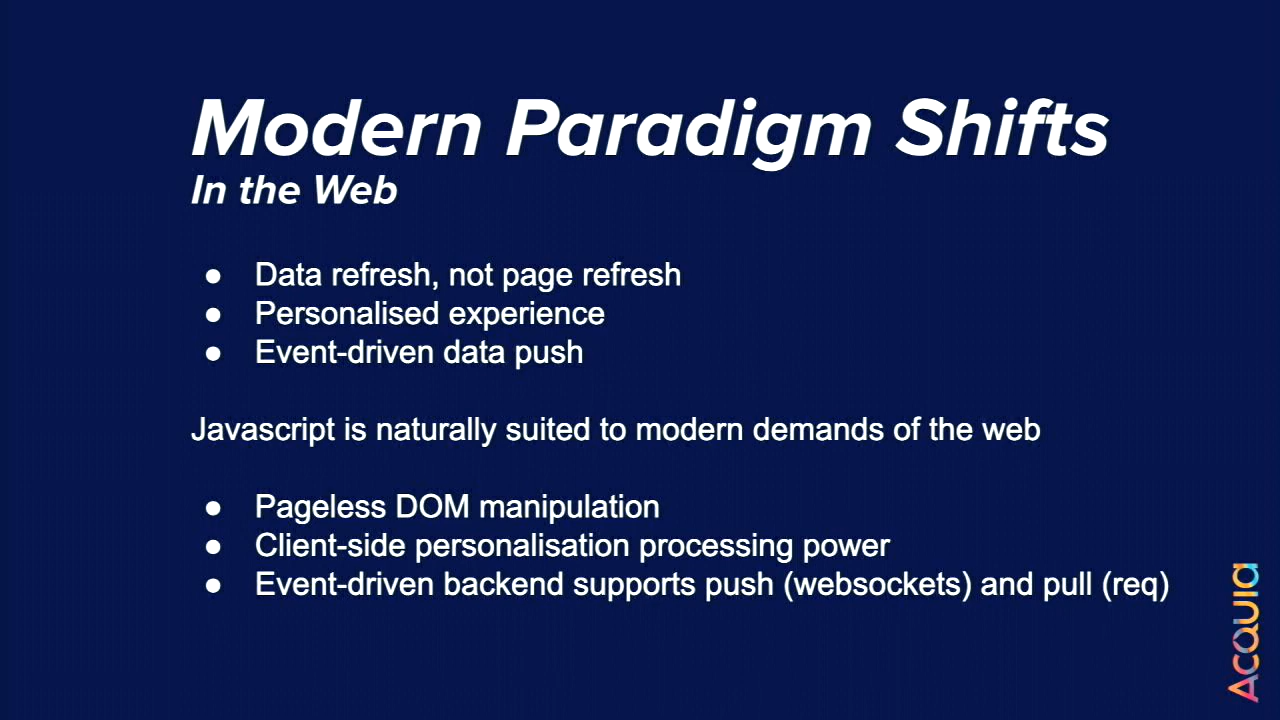 Modern Paradigm Shifts
In the Web
● Data refresh, not page refresh
● Personalised experience
● Event-driven data push
Javascript is naturally suited to modern demands of the web
● Pageless DOM manipulation
● Client-side personalisation processing power
● Event-driven backend supports push (websockets) and pull (req)
ACQUIA